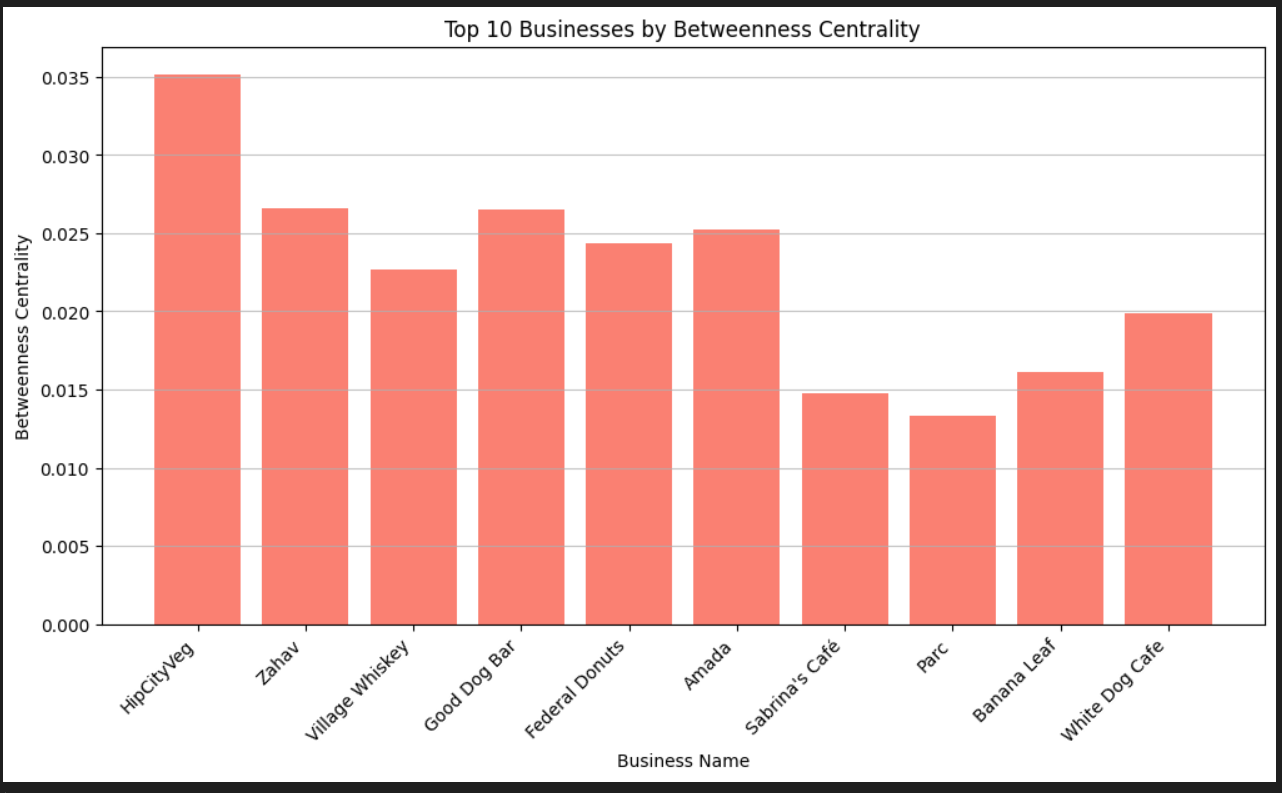 Top 10 Businesses by Betweenness Centrality
Betweenness Centrality
0.035
0.030
0.025
0.020
0.015
0.010
0.005
0.000
HipCityVeg
Zahav
Village Whiskey
Good Dog Bar
Federal Donuts
Amada
Sabrina's Café
Parc
Banana Leaf
White Dog Cafe
Business Name